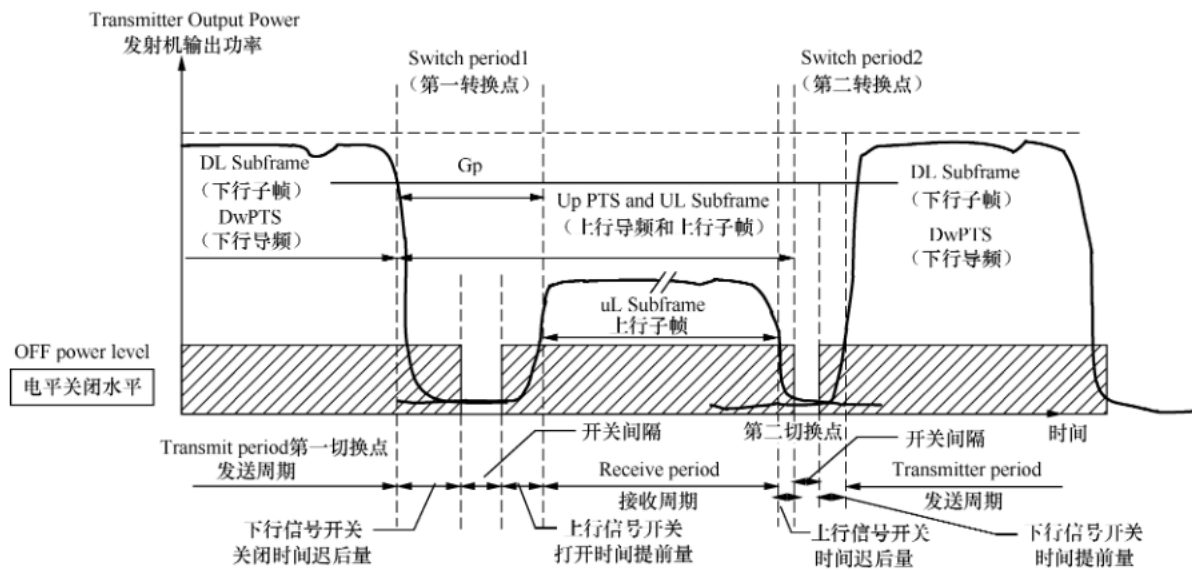 Transmitter Output Power
发射机输出功率
Switch period1
（第一转换点）
Switch period2
（第二转换点）
DL Subframe
（下行子帧）
DwPTS
（下行导频）
Gp
Up PTS and UL Subframe
（上行导频和上行子帧）
DL Subframe
（下行子帧）
DwPTS
（下行导频）
uL Subframe
上行子帧
OFF power level
电平关闭水平
时间
Transmit period第一切换点
发送周期
开关间隔
第二切换点
开关间隔
Receive period
接收周期
Transmitter period
发送周期
下行信号开关
关闭时间迟后量
上行信号开关
打开时间提前量
上行信号开关
时间迟后量
下行信号开关
时间提前量